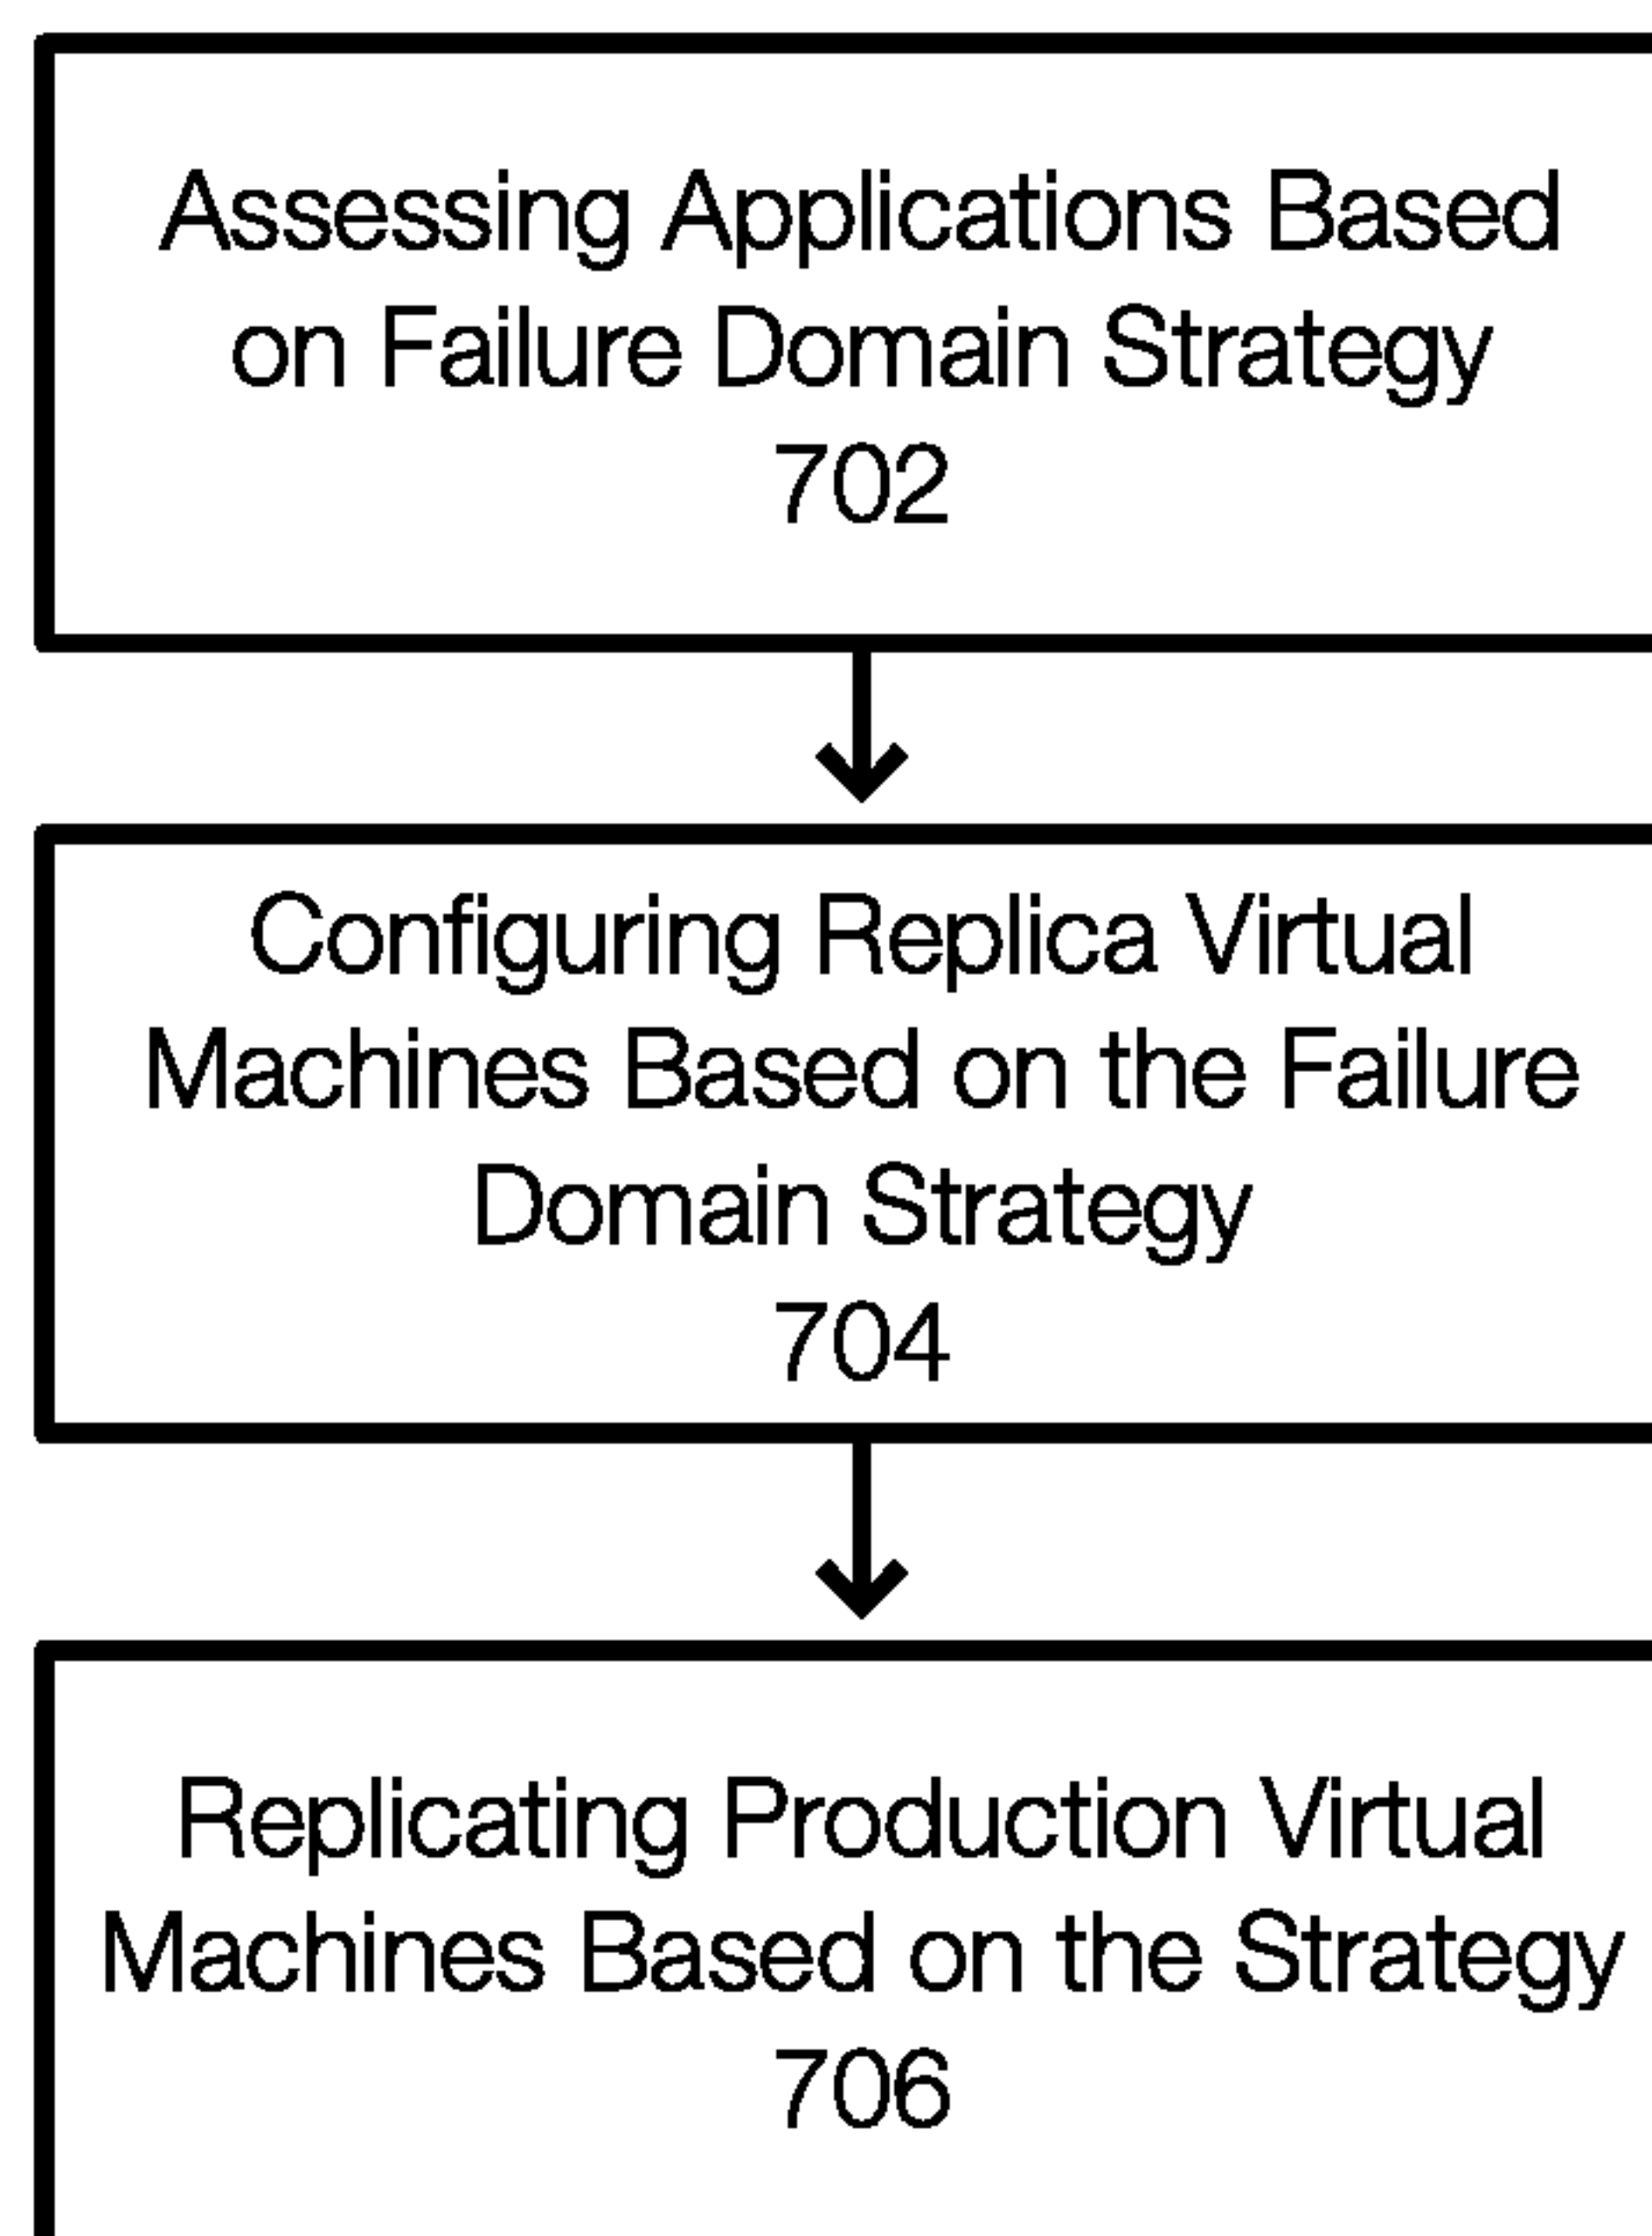 Assessing Applications Based
on Failure Domain Strategy
702
Configuring Replica Virtual
Machines Based on the Failure
Domain Strategy
704
Replicating Production Virtual
Machines Based on the Strategy
706